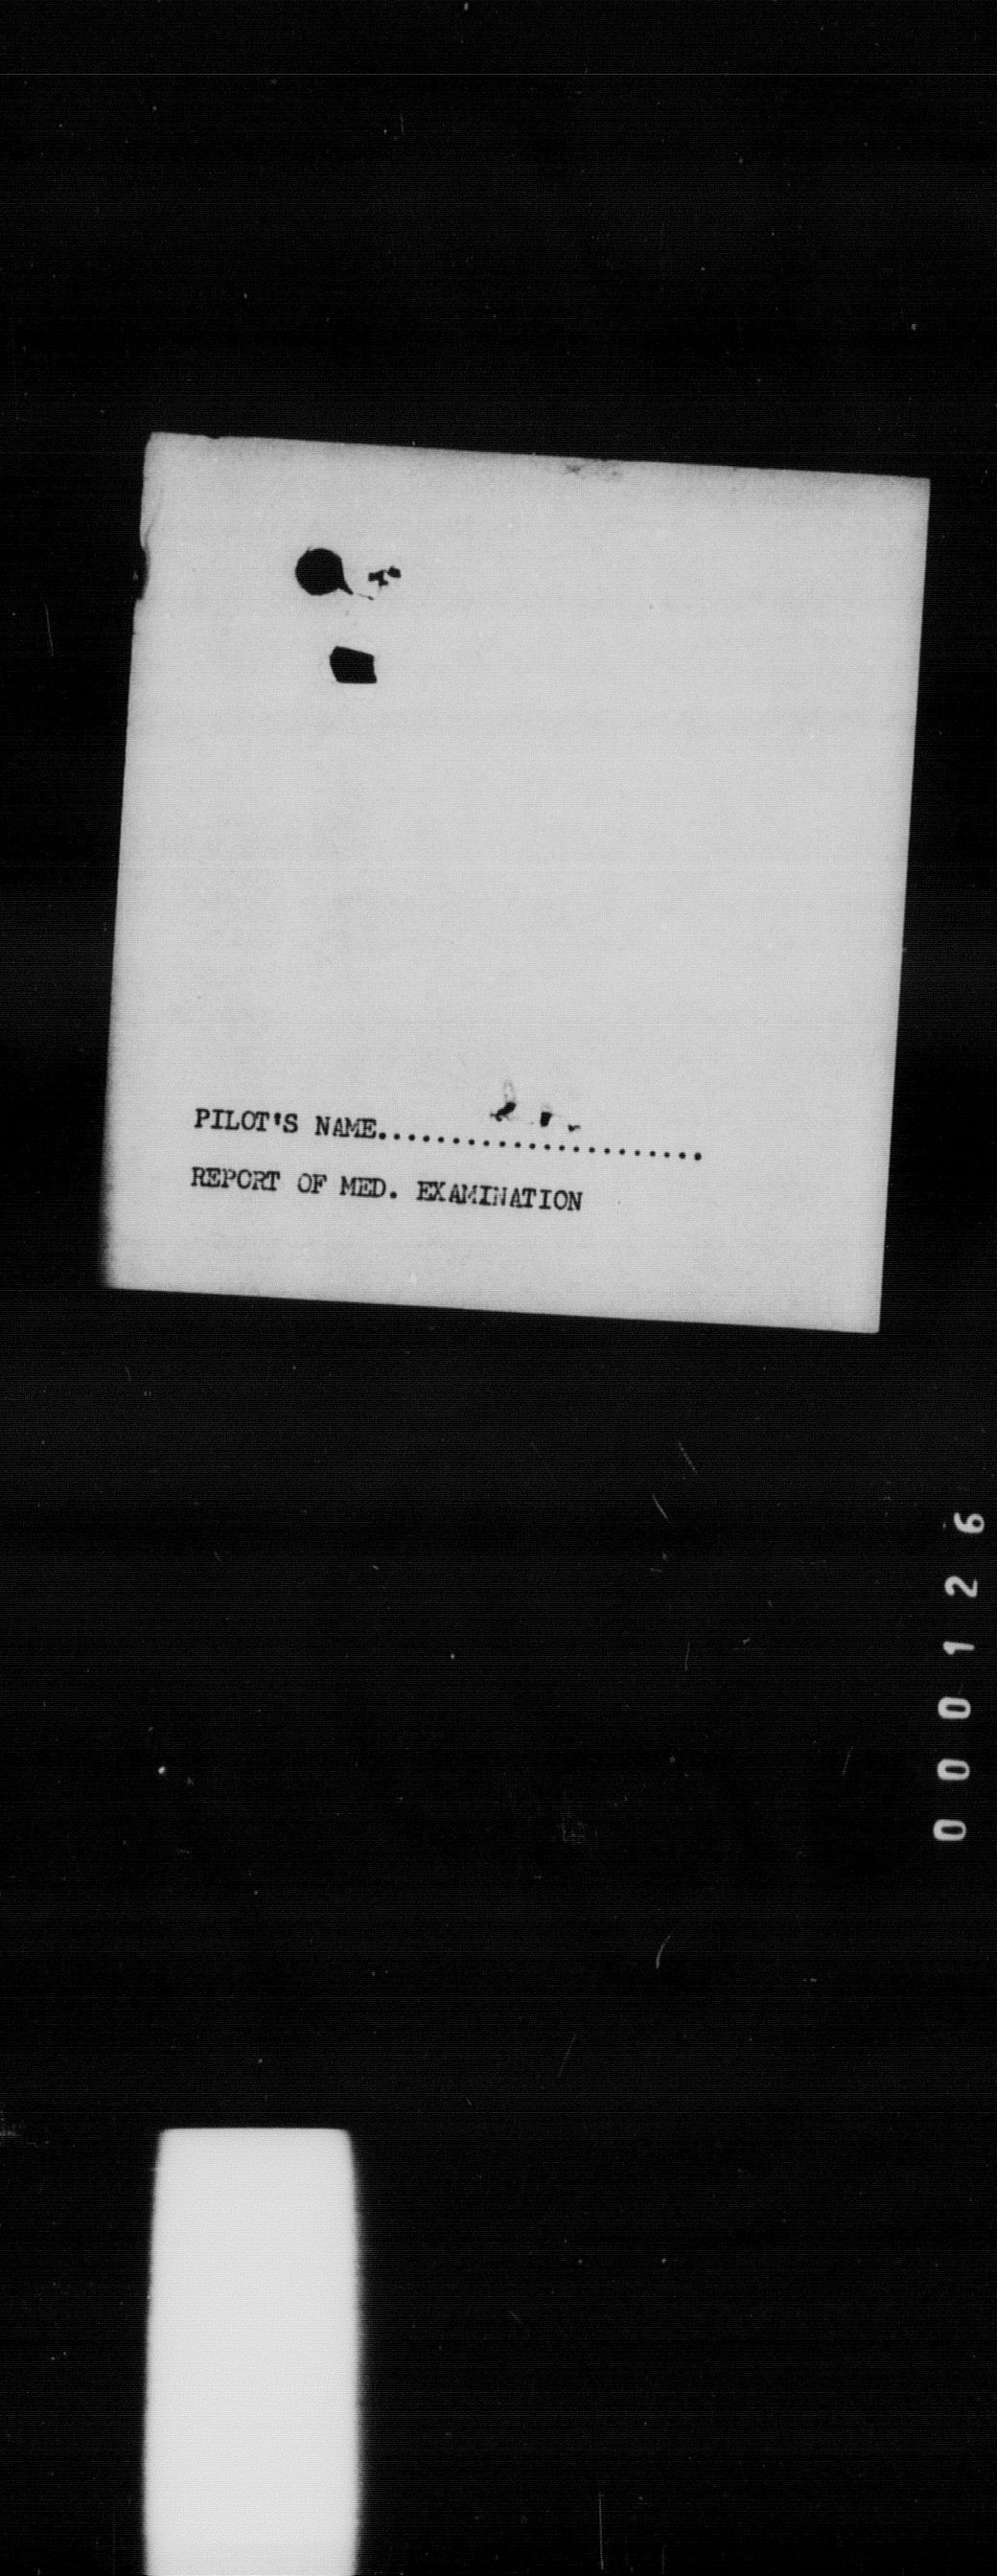 PILOT'S NAME......................
REPORT OF MED. EXAMINATION
000126